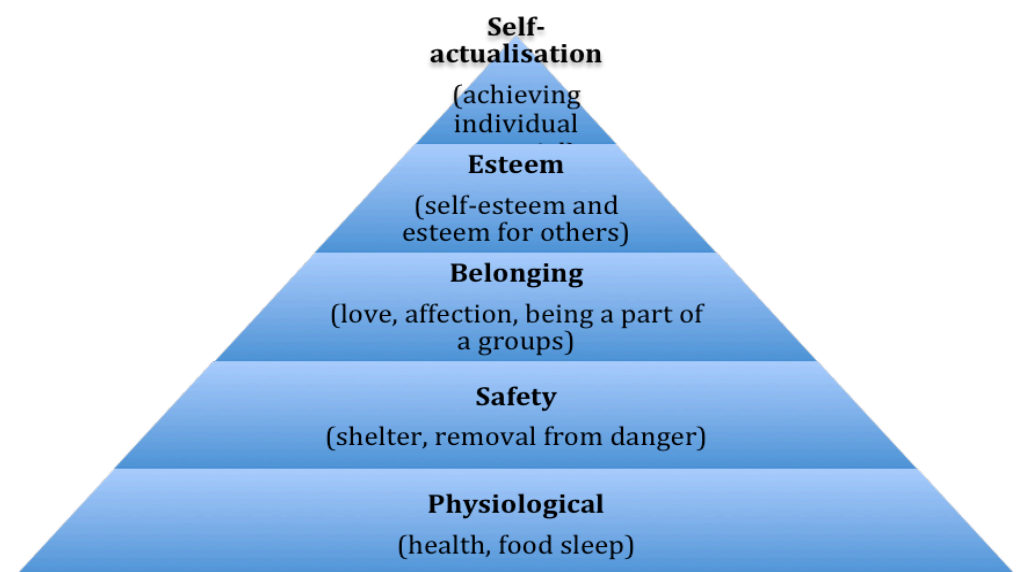 Self-
actualisation
(achieving
individual
Esteem
(self-esteem and
esteem for others)
Belonging
(love, affection, being a part of
a groups)
Safety
(shelter, removal from danger)
Physiological
(health, food sleep)